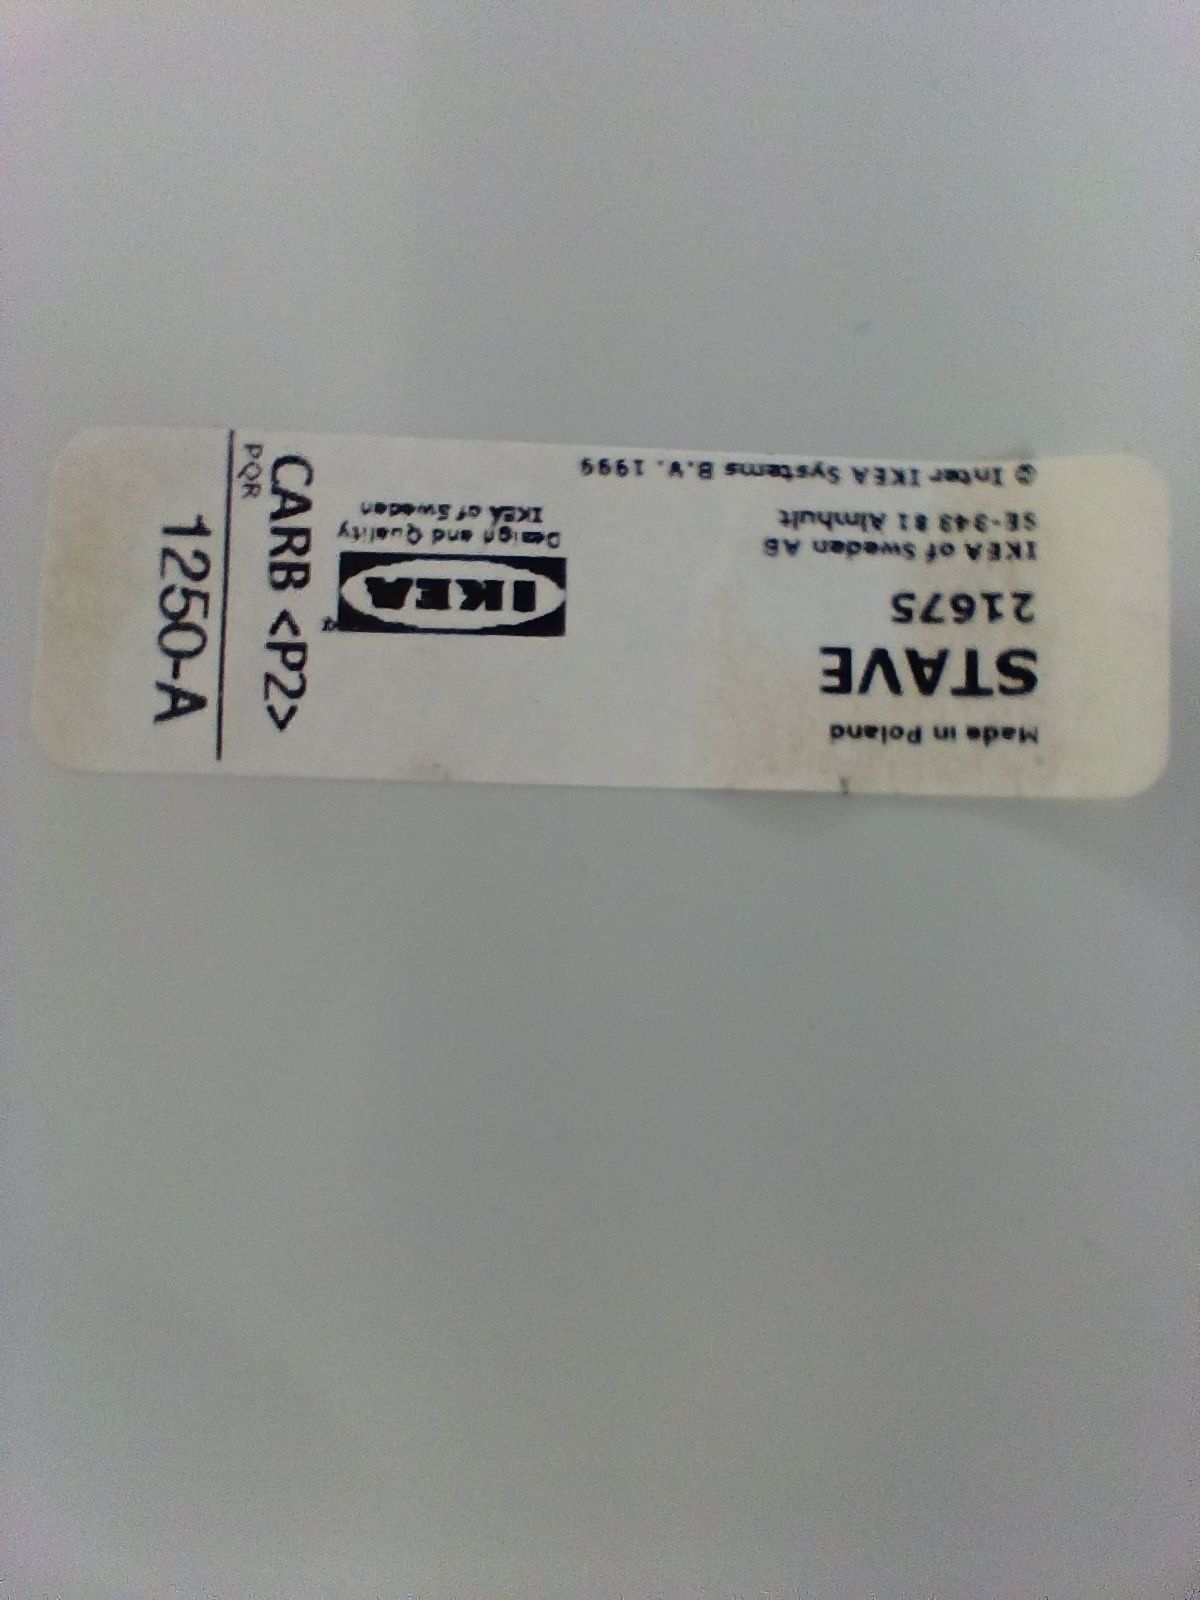 Made in Poland
STAVE
21675
IKEA of Sweden AB
SE-343 81 Älmhult
© Inter IKEA Systems B.V. 1999
IKEA
®
Design and Quality
IKEA of Sweden
CARB <P2>
PQR
1250-A